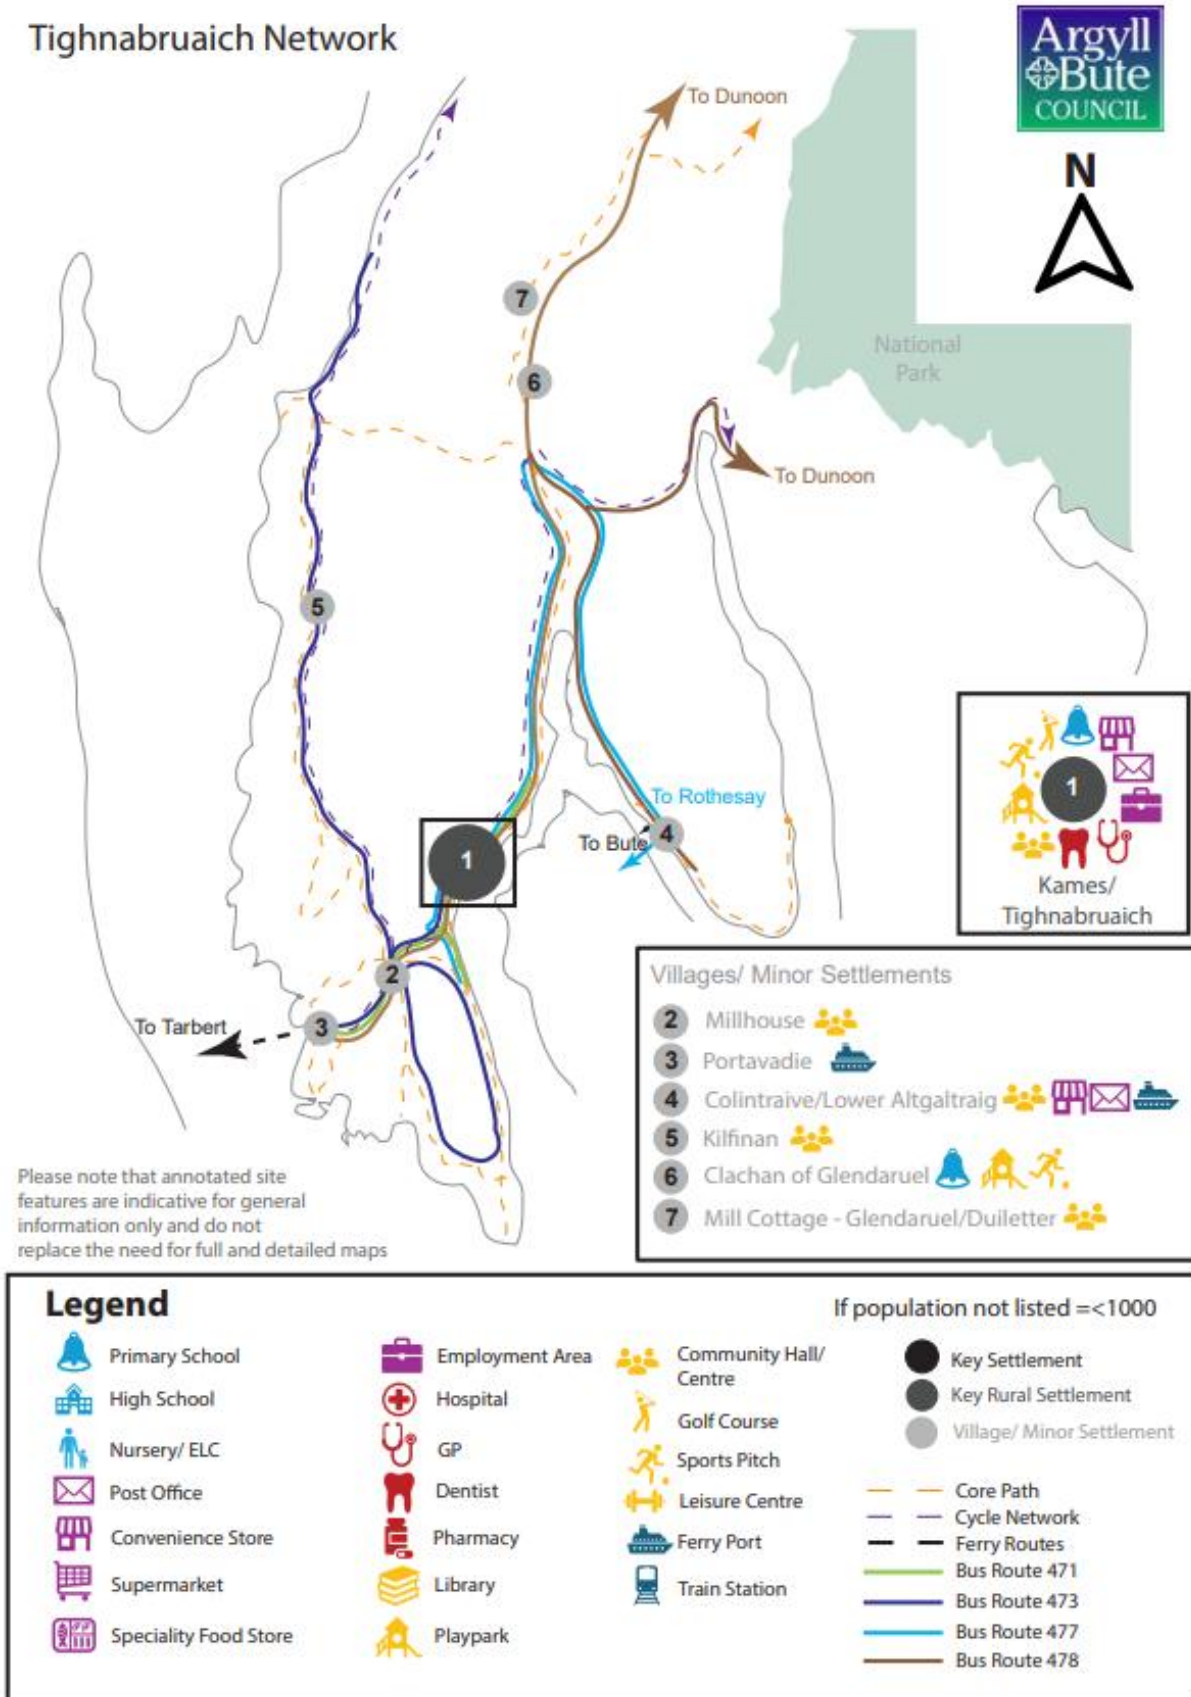 Tighnabruaich Network
Argyll
Bute
COUNCIL
N
To Dunoon
7
National
Park
6
To Dunoon
5
To Rothesay
4
To Bute
1
1
Kames/
Tighnabruaich
2
3
To Tarbert
Villages/ Minor Settlements
2 Millhouse
3 Portavadie
4 Colintraive/Lower Altgaltraig
5 Kilfinan
6 Clachan of Glendaruel
7 Mill Cottage - Glendaruel/Duiletter
Please note that annotated site
features are indicative for general
information only and do not
replace the need for full and detailed maps
Legend
If population not listed =<1000
Primary School
High School
Nursery/ ELC
Post Office
Convenience Store
Supermarket
Speciality Food Store
Employment Area
Hospital
GP
Dentist
Pharmacy
Library
Playpark
Community Hall/
Centre
Golf Course
Sports Pitch
Leisure Centre
Ferry Port
Train Station
Key Settlement
Key Rural Settlement
Village/ Minor Settlement
Core Path
Cycle Network
Ferry Routes
Bus Route 471
Bus Route 473
Bus Route 477
Bus Route 478